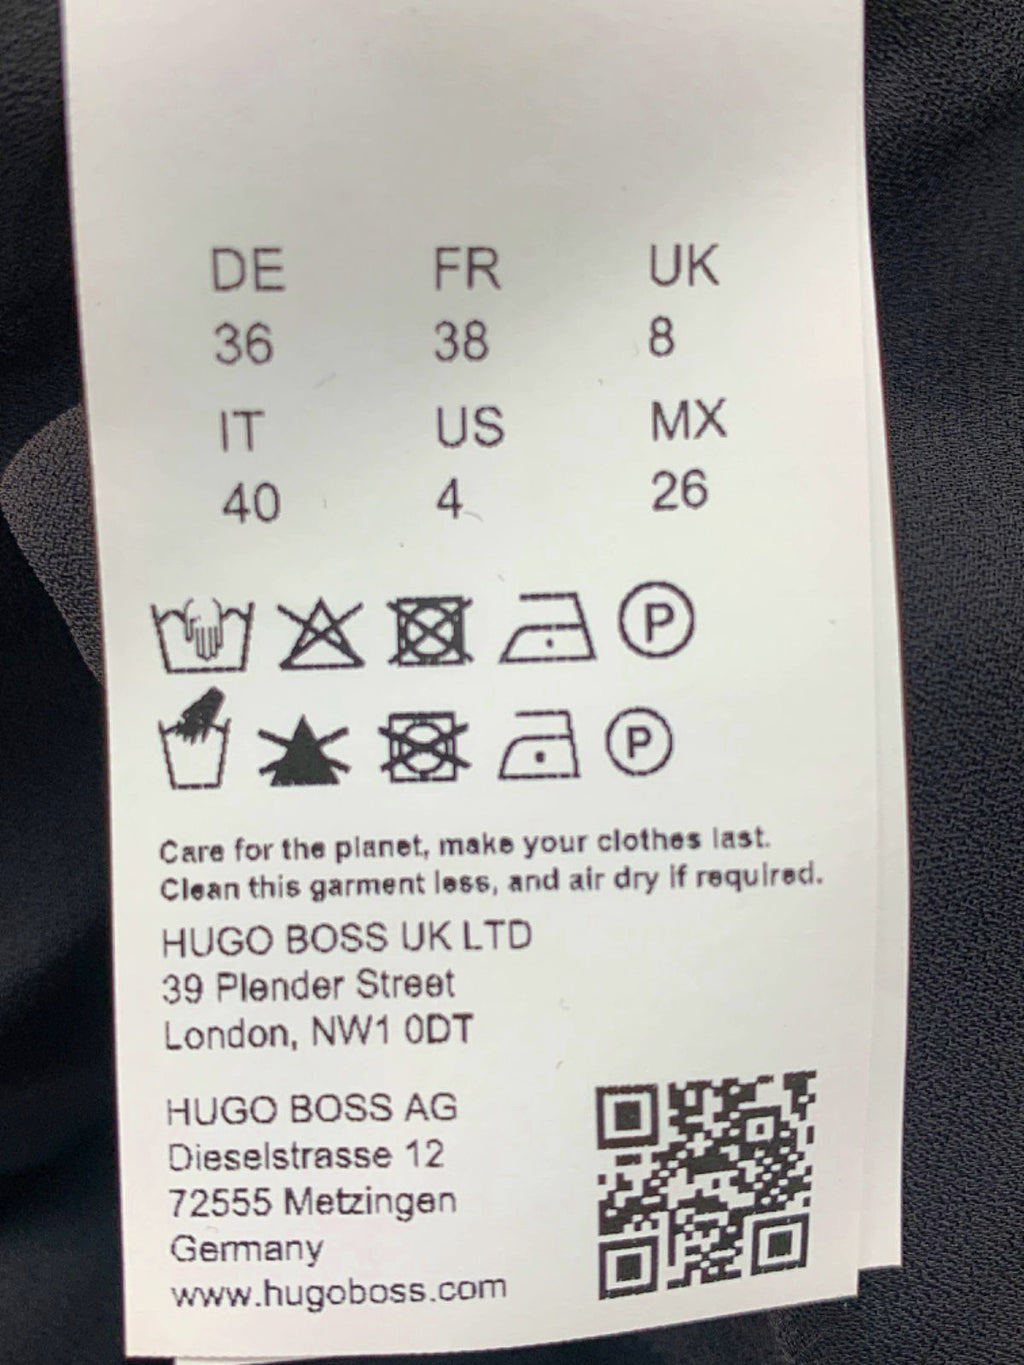 DE FR UK
36 38 8
IT US MX
40 4 26
P
P
Care for the planet, make your clothes last.
Clean this garment less, and air dry if required.
HUGO BOSS UK LTD
39 Plender Street
London, NW1 0DT
HUGO BOSS AG
Dieselstrasse 12
72555 Metzingen
Germany
www.hugoboss.com